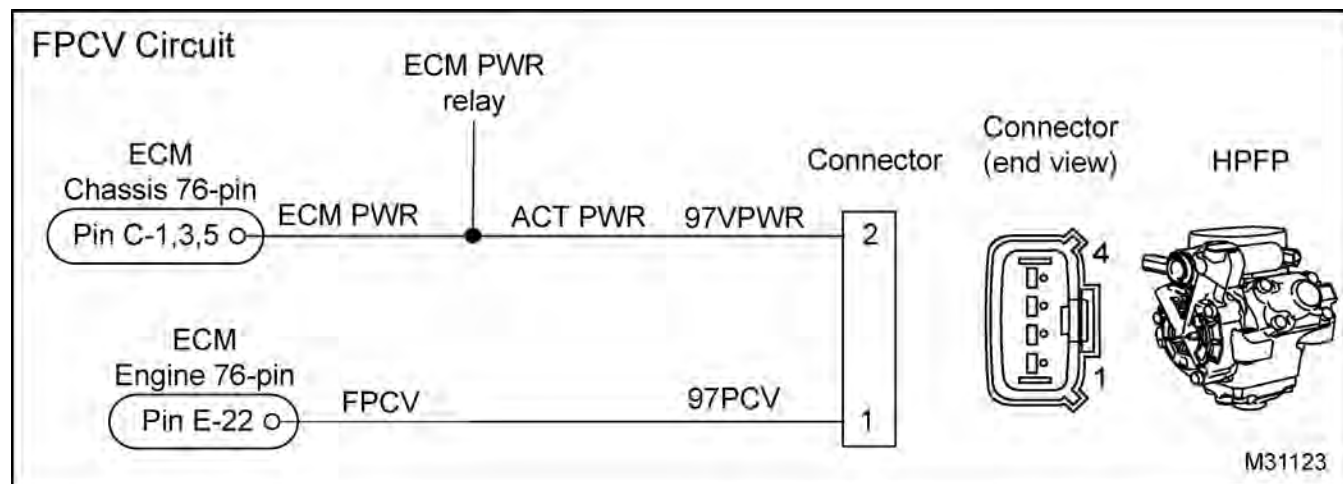 FPCV Circuit
ECM PWR
relay
ECM
Chassis 76-pin
Pin C-1,3,5
ECM PWR
ACT PWR
97VPWR
Connector
2
Connector
(end view)
4
1
HPFP
ECM
Engine 76-pin
Pin E-22
FPCV
97PCV
1
M31123